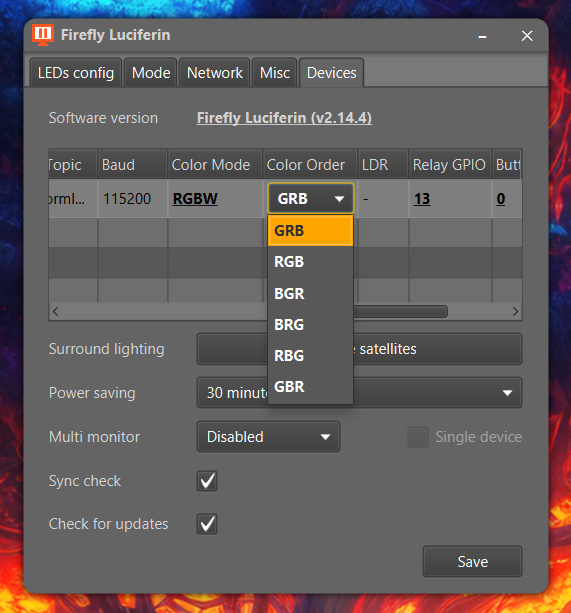 Firefly Luciferin
LEDs config Mode Network Misc Devices
Software version Firefly Luciferin (v2.14.4)
Topic Baud Color Mode Color Order LDR Relay GPIO Butt
orml... 115200 RGBW GRB - 13 0
GRB
RGB
BGR
BRG
RBG
GBR
Surround lighting satellites
Power saving 30 minut
Multi monitor Disabled Single device
Sync check
Check for updates
Save